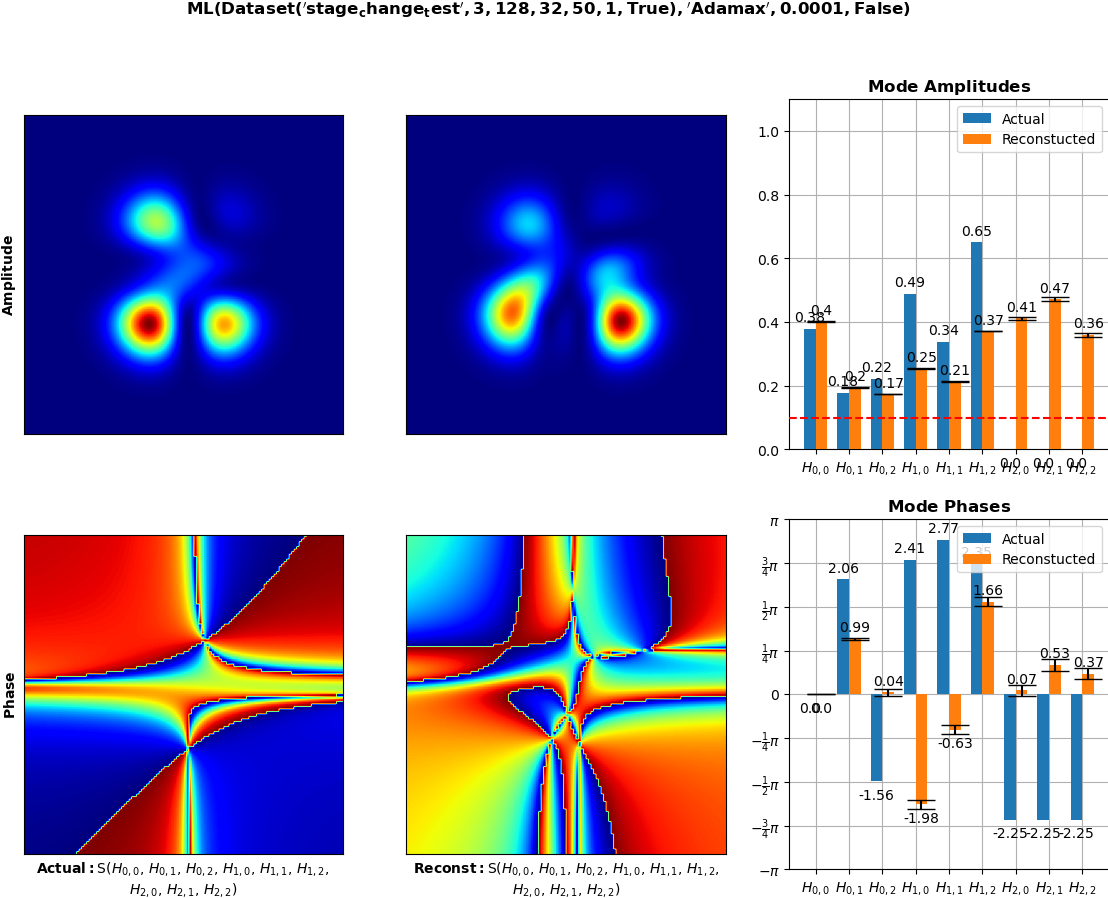 ML(Dataset('stage_change_test', 3, 128, 32, 50, 1, True), 'Adamax', 0.0001, False)
Mode Amplitudes
Amplitude
Actual
Reconstucted
1.0
0.8
0.6
0.4
0.2
0.0
0.38
0.4
0.18
0.2
0.22
0.17
0.49
0.25
0.34
0.21
0.65
0.37
0.0
0.41
0.0
0.47
0.0
0.36
H0,0 H0,1 H0,2 H1,0 H1,1 H1,2 H2,0 H2,1 H2,2
Mode Phases
Phase
Actual
Reconstucted
π
3/4π
1/2π
1/4π
0
−1/4π
−1/2π
−3/4π
−π
0.0
0.0
2.06
0.99
-1.56
0.04
2.41
-1.98
2.77
-0.63
2.35
1.66
-2.25
0.07
-2.25
0.53
-2.25
0.37
H0,0 H0,1 H0,2 H1,0 H1,1 H1,2 H2,0 H2,1 H2,2
Actual: S(H0,0, H0,1, H0,2, H1,0, H1,1, H1,2,
H2,0, H2,1, H2,2)
Reconst: S(H0,0, H0,1, H0,2, H1,0, H1,1, H1,2,
H2,0, H2,1, H2,2)